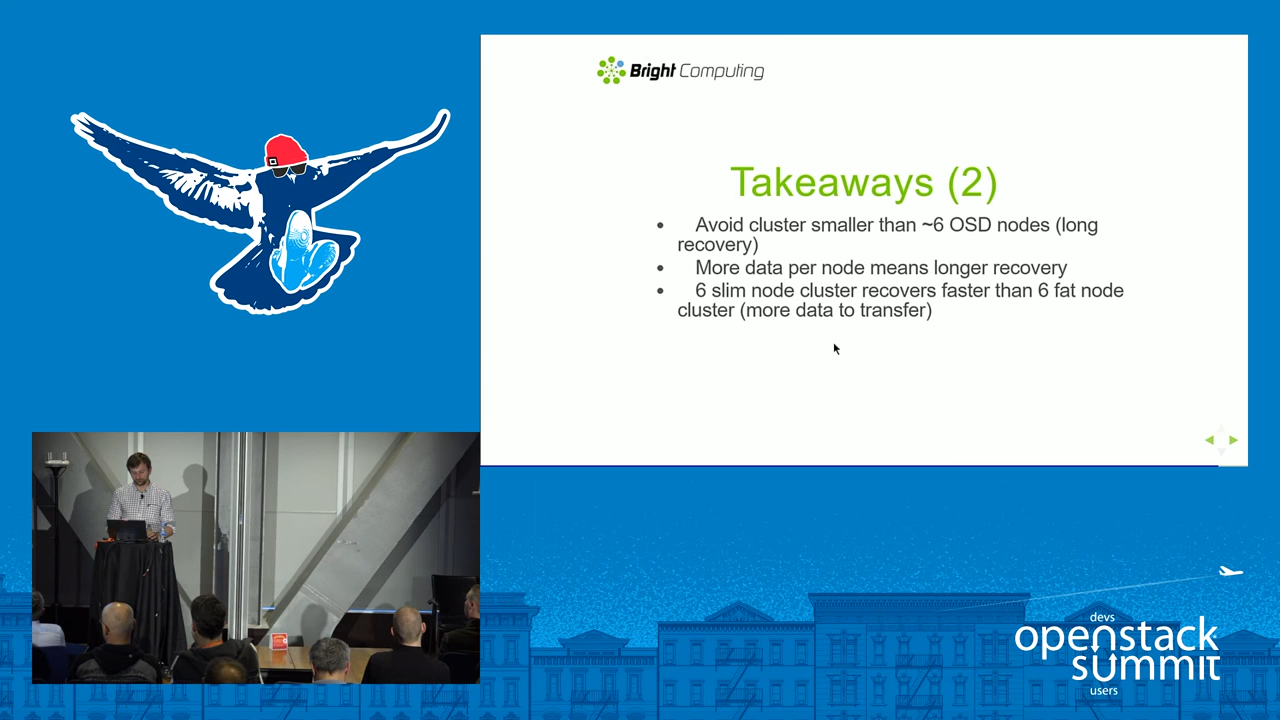 Bright Computing
Takeaways (2)
• Avoid cluster smaller than ~6 OSD nodes (long
recovery)
• More data per node means longer recovery
• 6 slim node cluster recovers faster than 6 fat node
cluster (more data to transfer)
devs
openstack
summit
users